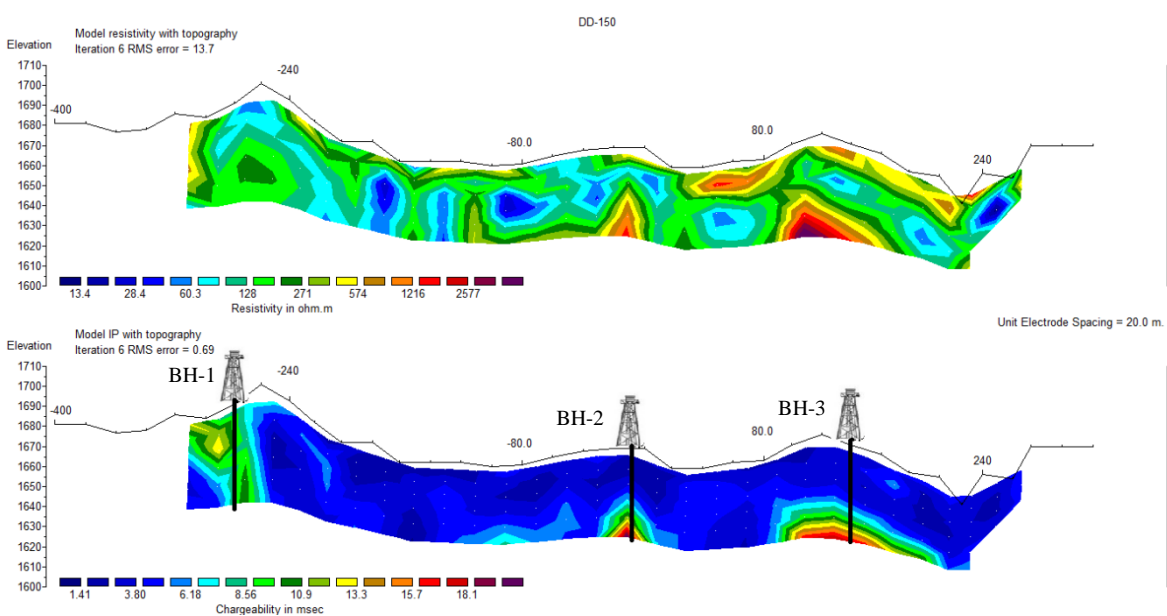 DD-150
Model resistivity with topography
Elevation
Iteration 6 RMS error = 13.7
1710
1700
1690
1680
1670
1660
1650
1640
1630
1620
1610
1600
-400
-240
-80.0
80.0
240
13.4 28.4 60.3 128 271 574 1216 2577
Resistivity in ohm.m
Unit Electrode Spacing = 20.0 m.
Model IP with topography
Elevation
Iteration 6 RMS error = 0.69
1710
1700
1690
1680
1670
1660
1650
1640
1630
1620
1610
1600
BH-1
BH-2
BH-3
-400
-240
-80.0
80.0
240
1.41 3.80 6.18 8.56 10.9 13.3 15.7 18.1
Chargeability in msec